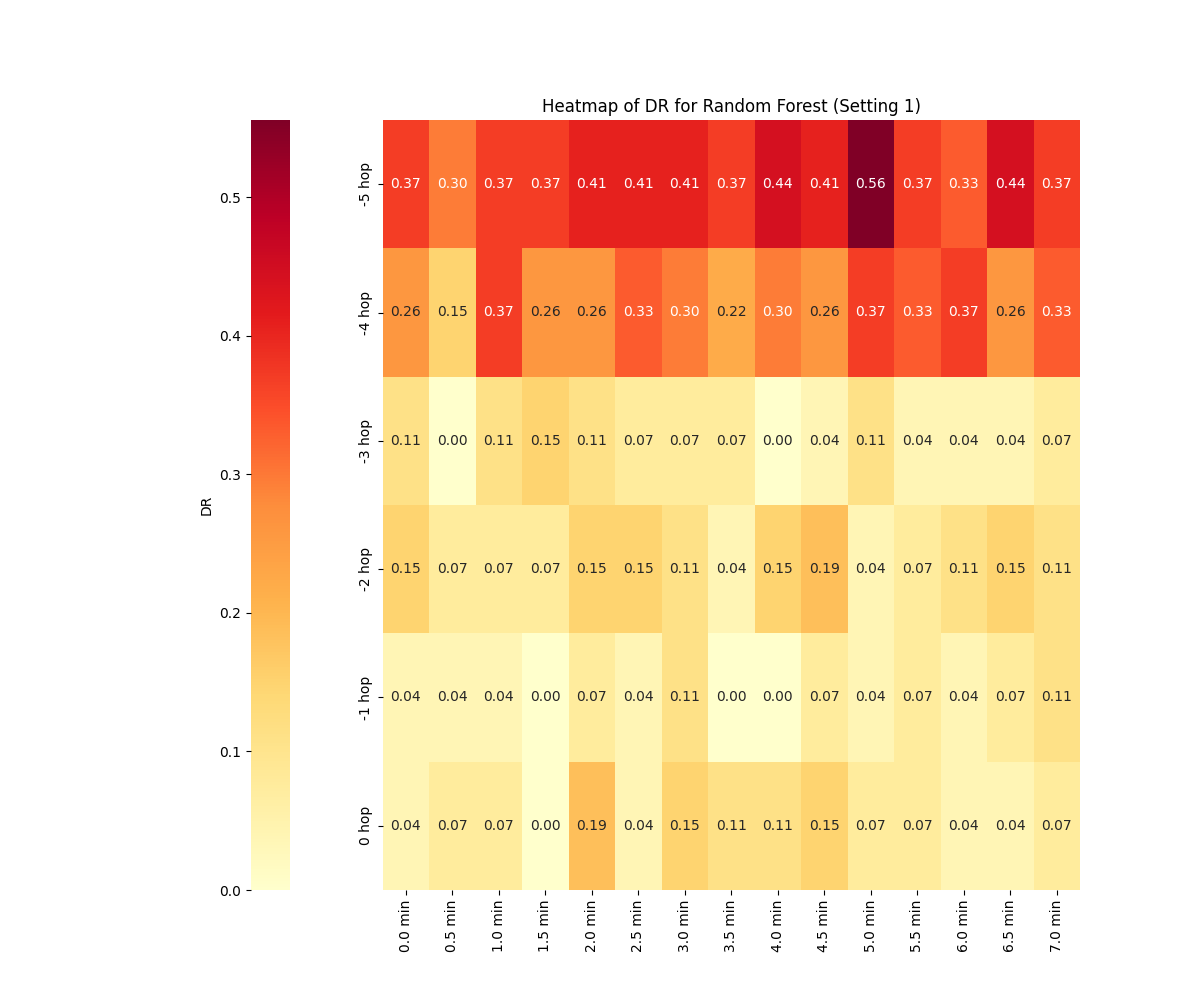 Heatmap of DR for Random Forest (Setting 1)
DR
0.5
0.4
0.3
0.2
0.1
0.0
-5 hop 0.37 0.30 0.37 0.37 0.41 0.41 0.41 0.37 0.44 0.41 0.56 0.37 0.33 0.44 0.37
-4 hop 0.26 0.15 0.37 0.26 0.26 0.33 0.30 0.22 0.30 0.26 0.37 0.33 0.37 0.26 0.33
-3 hop 0.11 0.00 0.11 0.15 0.11 0.07 0.07 0.07 0.00 0.04 0.11 0.04 0.04 0.04 0.07
-2 hop 0.15 0.07 0.07 0.07 0.15 0.15 0.11 0.04 0.15 0.19 0.04 0.07 0.11 0.15 0.11
-1 hop 0.04 0.04 0.04 0.00 0.07 0.04 0.11 0.00 0.00 0.07 0.04 0.07 0.04 0.07 0.11
0 hop 0.04 0.07 0.07 0.00 0.19 0.04 0.15 0.11 0.11 0.15 0.07 0.07 0.04 0.04 0.07
0.0 min 0.5 min 1.0 min 1.5 min 2.0 min 2.5 min 3.0 min 3.5 min 4.0 min 4.5 min 5.0 min 5.5 min 6.0 min 6.5 min 7.0 min